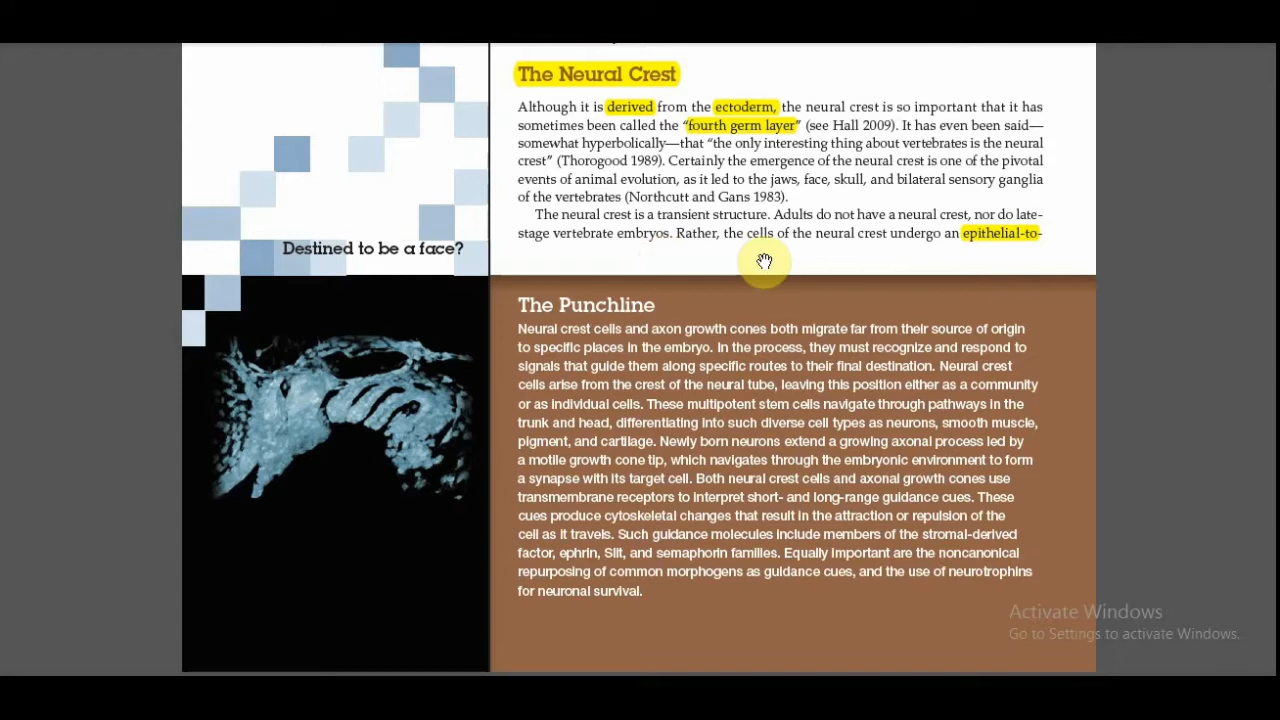 The Neural Crest
Although it is derived from the ectoderm, the neural crest is so important that it has
sometimes been called the “fourth germ layer” (see Hall 2009). It has even been said—
somewhat hyperbolically—that “the only interesting thing about vertebrates is the neural
crest” (Thorogood 1989). Certainly the emergence of the neural crest is one of the pivotal
events of animal evolution, as it led to the jaws, face, skull, and bilateral sensory ganglia
of the vertebrates (Northcutt and Gans 1983).
The neural crest is a transient structure. Adults do not have a neural crest, nor do late-
stage vertebrate embryos. Rather, the cells of the neural crest undergo an epithelial-to-
Destined to be a face?
The Punchline
Neural crest cells and axon growth cones both migrate far from their source of origin
to specific places in the embryo. In the process, they must recognize and respond to
signals that guide them along specific routes to their final destination. Neural crest
cells arise from the crest of the neural tube, leaving this position either as a community
or as individual cells. These multipotent stem cells navigate through pathways in the
trunk and head, differentiating into such diverse cell types as neurons, smooth muscle,
pigment, and cartilage. Newly born neurons extend a growing axonal process led by
a motile growth cone tip, which navigates through the embryonic environment to form
a synapse with its target cell. Both neural crest cells and axonal growth cones use
transmembrane receptors to interpret short- and long-range guidance cues. These
cues produce cytoskeletal changes that result in the attraction or repulsion of the
cell as it travels. Such guidance molecules include members of the stromal-derived
factor, ephrin, Slit, and semaphorin families. Equally important are the noncanonical
repurposing of common morphogens as guidance cues, and the use of neurotrophins
for neuronal survival.
Activate Windows
Go to Settings to activate Windows.